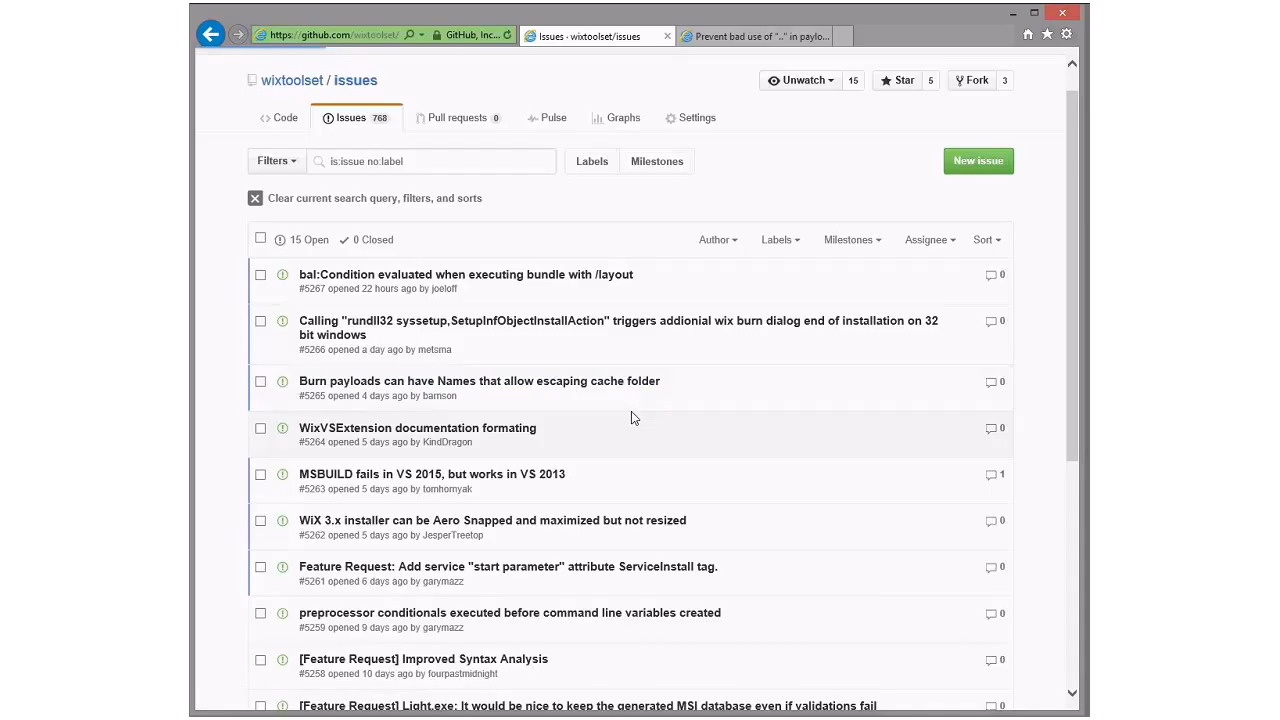 https://github.com/wixtoolset/ GitHub, Inc... Issues · wixtoolset/issues Prevent bad use of ".." in paylo...
wixtoolset / issues Unwatch 15 Star 5 Fork 3
Code Issues 768 Pull requests 0 Pulse Graphs Settings
Filters is:issue no:label Labels Milestones New issue
Clear current search query, filters, and sorts
15 Open 0 Closed Author Labels Milestones Assignee Sort
bal:Condition evaluated when executing bundle with /layout 0
#5267 opened 22 hours ago by joeloff
Calling "rundll32 syssetup,SetupInfObjectInstallAction" triggers addionial wix burn dialog end of installation on 32 0
bit windows
#5266 opened a day ago by metsma
Burn payloads can have Names that allow escaping cache folder 0
#5265 opened 4 days ago by barnson
WixVSExtension documentation formating 0
#5264 opened 5 days ago by KindDragon
MSBUILD fails in VS 2015, but works in VS 2013 1
#5263 opened 5 days ago by tomhornyak
WiX 3.x installer can be Aero Snapped and maximized but not resized 0
#5262 opened 5 days ago by JesperTreetop
Feature Request: Add service "start parameter" attribute ServiceInstall tag. 0
#5261 opened 6 days ago by garymazz
preprocessor conditionals executed before command line variables created 0
#5259 opened 9 days ago by garymazz
[Feature Request] Improved Syntax Analysis 0
#5258 opened 10 days ago by fourpastmidnight
[Feature Request] Light.exe: It would be nice to keep the generated MSI database even if validations fail 0